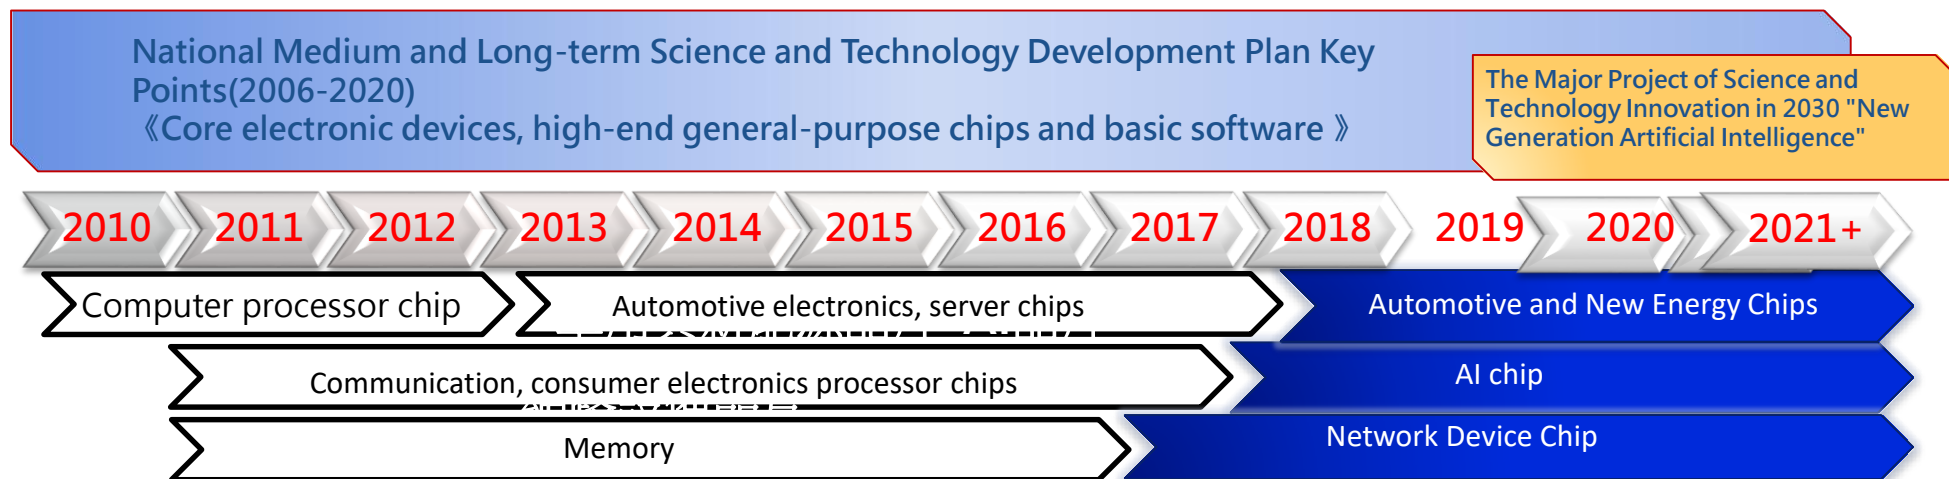 National Medium and Long-term Science and Technology Development Plan Key
Points(2006-2020)
《Core electronic devices, high-end general-purpose chips and basic software 》
The Major Project of Science and
Technology Innovation in 2030 "New
Generation Artificial Intelligence"
2010 2011 2012 2013 2014 2015 2016 2017 2018 2019 2020 2021+
Computer processor chip
Automotive electronics, server chips
Automotive and New Energy Chips
Communication, consumer electronics processor chips
AI chip
Memory
Network Device Chip